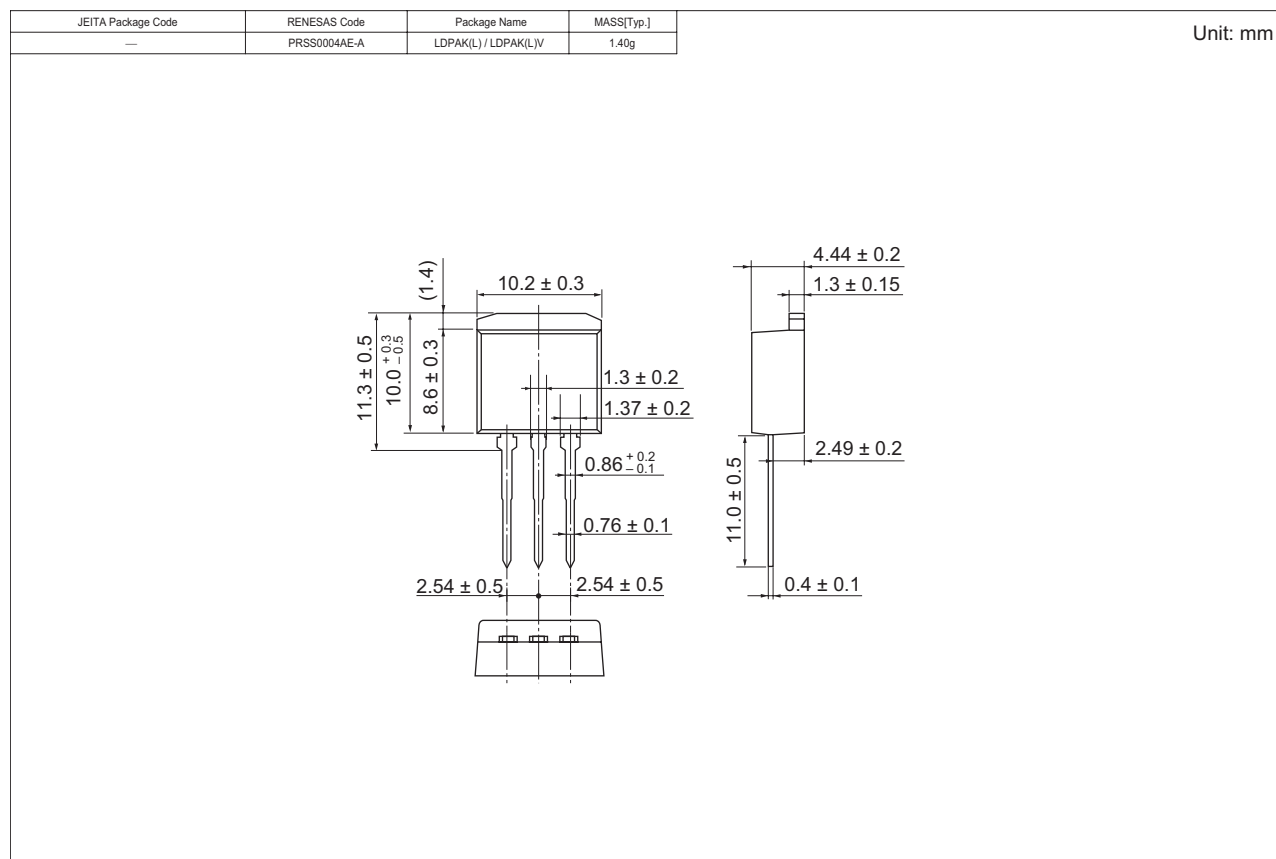 JEITA Package Code RENESAS Code Package Name MASS[Typ.]
— PRSS0004AE-A LDPAK(L) / LDPAK(L)V 1.40g
Unit: mm
4.44 ± 0.2
(1.4)
10.2 ± 0.3
1.3 ± 0.15
11.3 ± 0.5
10.0 + 0.3 – 0.5
8.6 ± 0.3
1.3 ± 0.2
1.37 ± 0.2
2.49 ± 0.2
0.86 + 0.2 – 0.1
11.0 ± 0.5
0.76 ± 0.1
2.54 ± 0.5
2.54 ± 0.5
0.4 ± 0.1